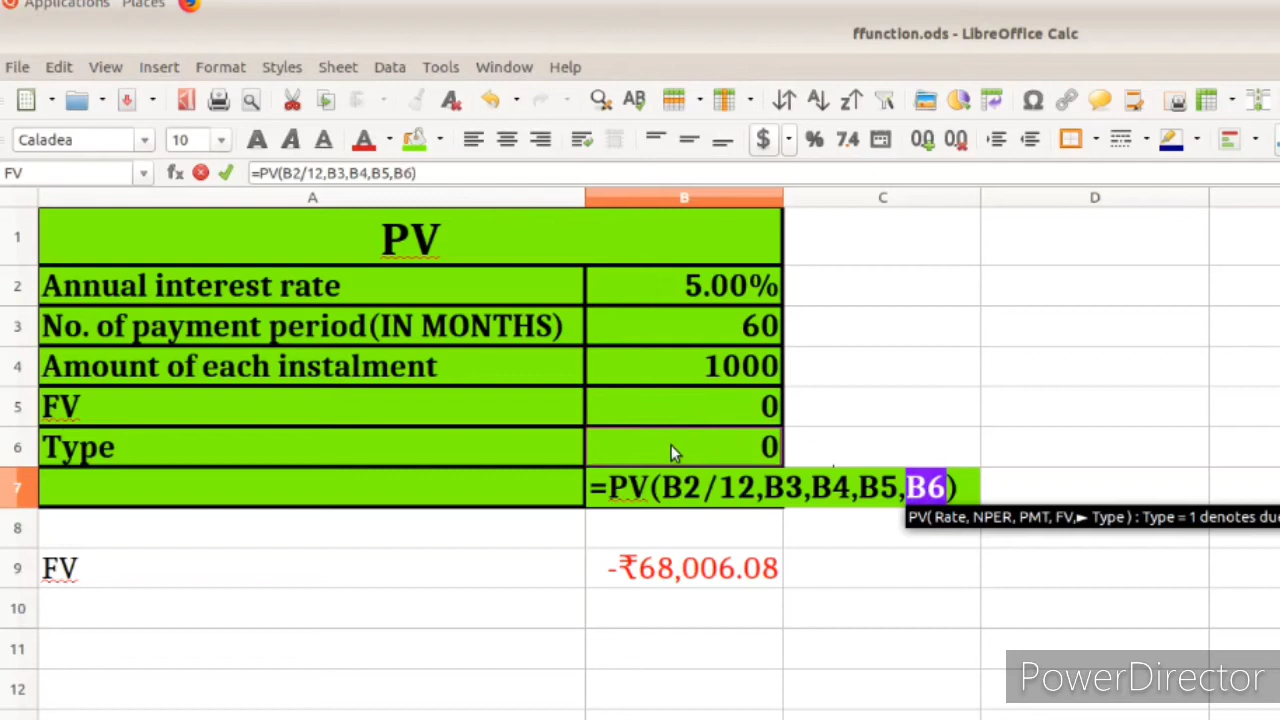 Applications Places
ffunction.ods - LibreOffice Calc
File Edit View Insert Format Styles Sheet Data Tools Window Help
Caladea 10
FV =PV(B2/12,B3,B4,B5,B6)
A B C D
1 PV
2 Annual interest rate 5.00%
3 No. of payment period(IN MONTHS) 60
4 Amount of each instalment 1000
5 FV 0
6 Type 0
7 =PV(B2/12,B3,B4,B5,B6)
PV( Rate, NPER, PMT, FV,► Type ) : Type = 1 denotes du
8
9 FV -₹68,006.08
10
11
12
PowerDirector